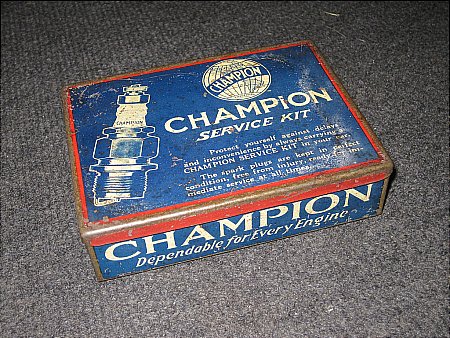 CHAMPION
CHAMPION
CHAMPiON
SERVICE KIT
Protect yourself against delay
and inconvenience by always carrying a
CHAMPION SERVICE KIT in your car.
The spark plugs are kept in perfect
condition, free from injury, ready for im-
mediate service at all times.
CHAMPION
Dependable for Every Engine